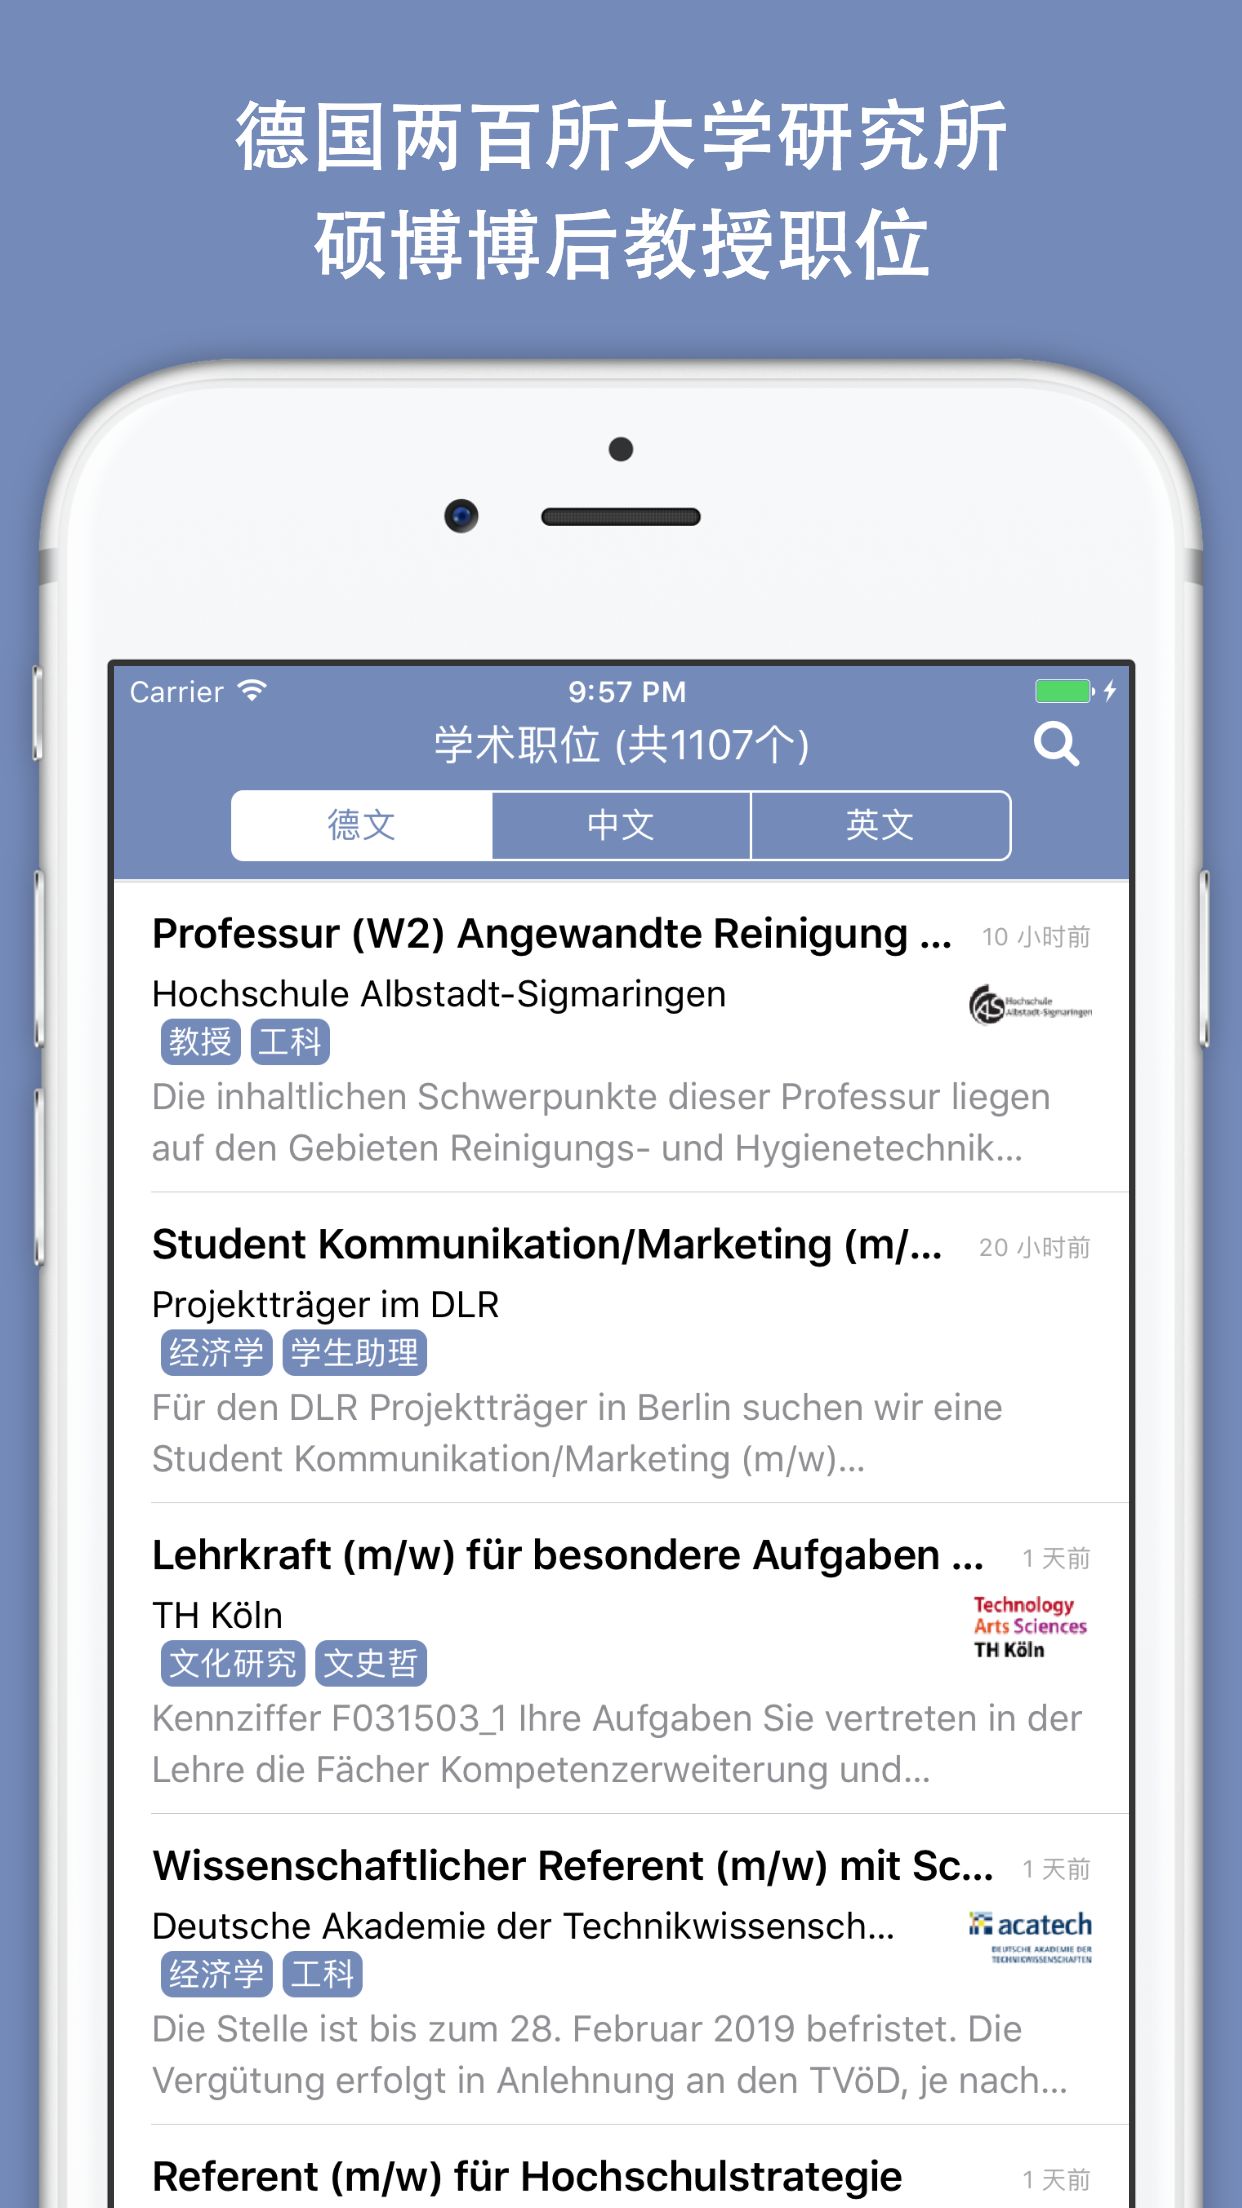 德国两百所大学研究所
硕博博后教授职位
Carrier 9:57 PM
学术职位 (共1107个)
德文 中文 英文
Professur (W2) Angewandte Reinigung ... 10 小时前
Hochschule Albstadt-Sigmaringen
Hochschule
Albstadt-Sigmaringen
教授 工科
Die inhaltlichen Schwerpunkte dieser Professur liegen
auf den Gebieten Reinigungs- und Hygienetechnik...
Student Kommunikation/Marketing (m/... 20 小时前
Projektträger im DLR
经济学 学生助理
Für den DLR Projektträger in Berlin suchen wir eine
Student Kommunikation/Marketing (m/w)...
Lehrkraft (m/w) für besondere Aufgaben ... 1 天前
TH Köln
Technology
Arts Sciences
TH Köln
文化研究 文史哲
Kennziffer F031503_1 Ihre Aufgaben Sie vertreten in der
Lehre die Fächer Kompetenzerweiterung und...
Wissenschaftlicher Referent (m/w) mit Sc... 1 天前
Deutsche Akademie der Technikwissensch...
acatech
DEUTSCHE AKADEMIE DER
TECHNIKWISSENSCHAFTEN
经济学 工科
Die Stelle ist bis zum 28. Februar 2019 befristet. Die
Vergütung erfolgt in Anlehnung an den TVöD, je nach...
Referent (m/w) für Hochschulstrategie 1 天前